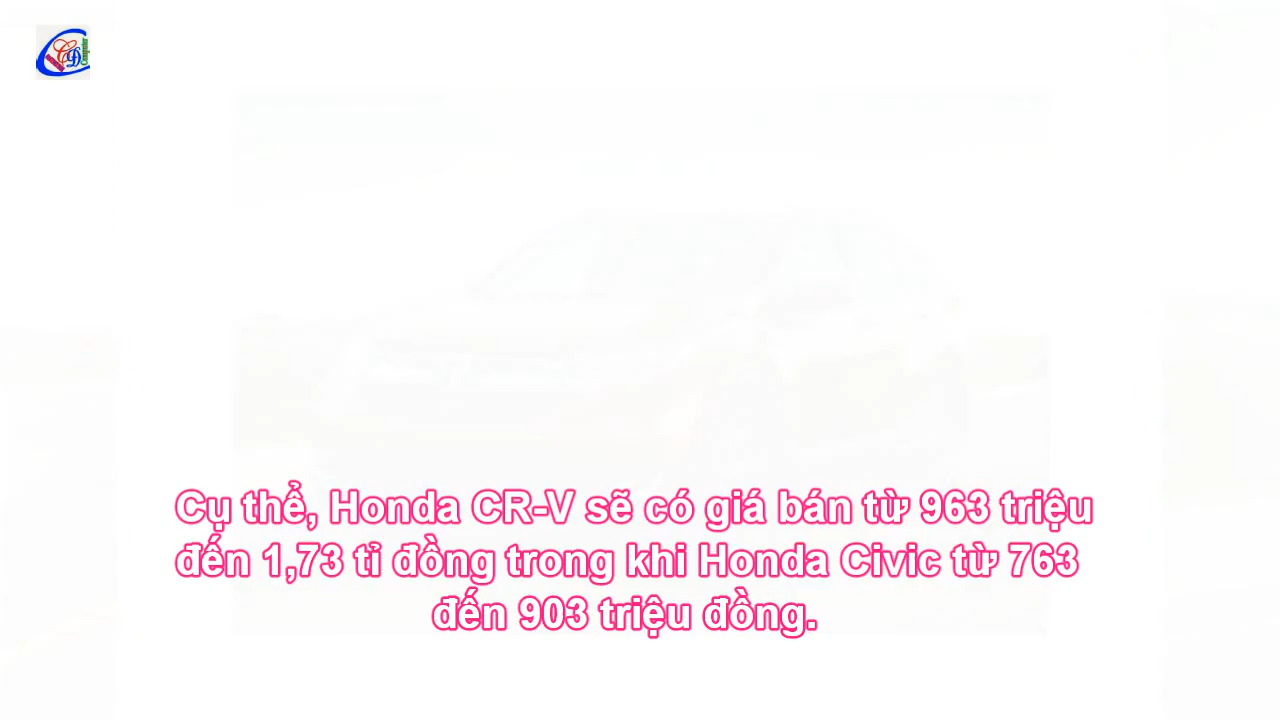 Computer
Cụ thể, Honda CR-V sẽ có giá bán từ 963 triệu
đến 1,73 tỉ đồng trong khi Honda Civic từ 763
đến 903 triệu đồng.